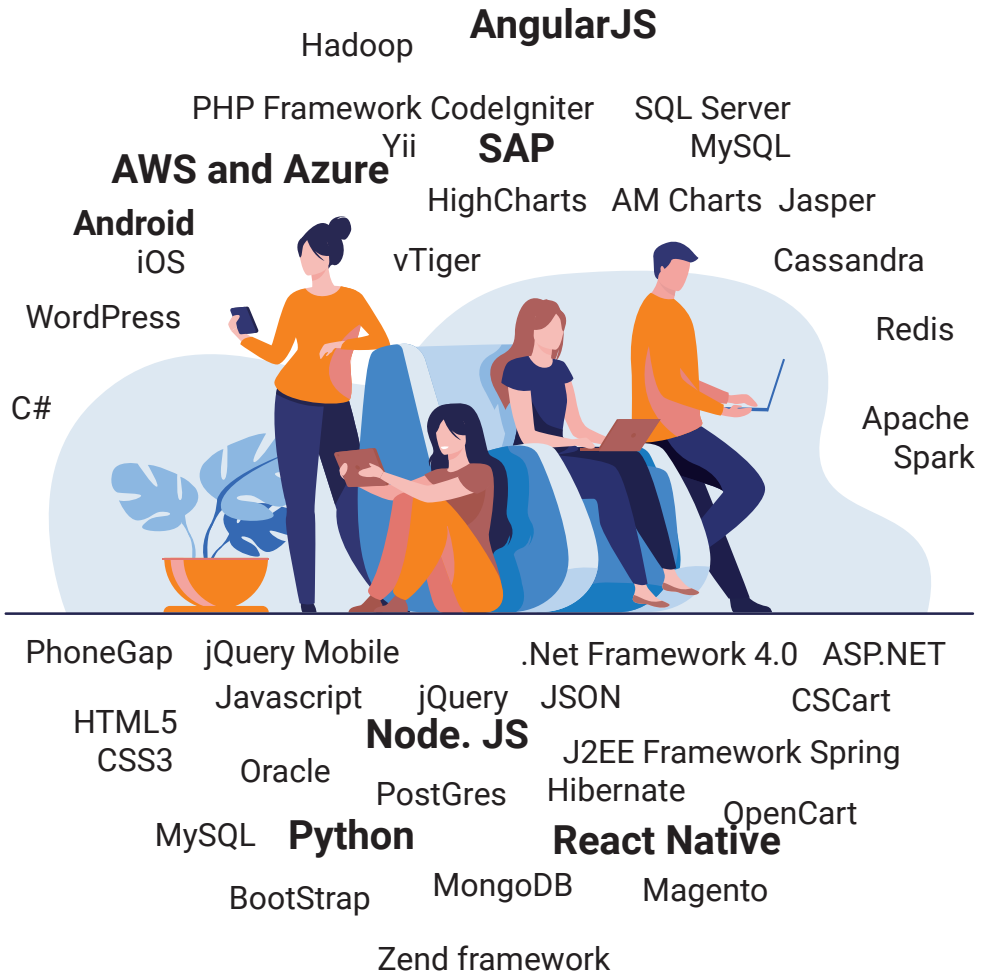 AngularJS
Hadoop
PHP Framework CodeIgniter
SQL Server
Yii
SAP
MySQL
AWS and Azure
HighCharts
AM Charts
Jasper
Android
iOS
vTiger
Cassandra
WordPress
Redis
C#
Apache
Spark
PhoneGap
jQuery Mobile
.Net Framework 4.0
ASP.NET
Javascript
jQuery
JSON
CSCart
HTML5
CSS3
Node. JS
J2EE Framework Spring
Hibernate
Oracle
PostGres
OpenCart
MySQL
Python
React Native
BootStrap
MongoDB
Magento
Zend framework